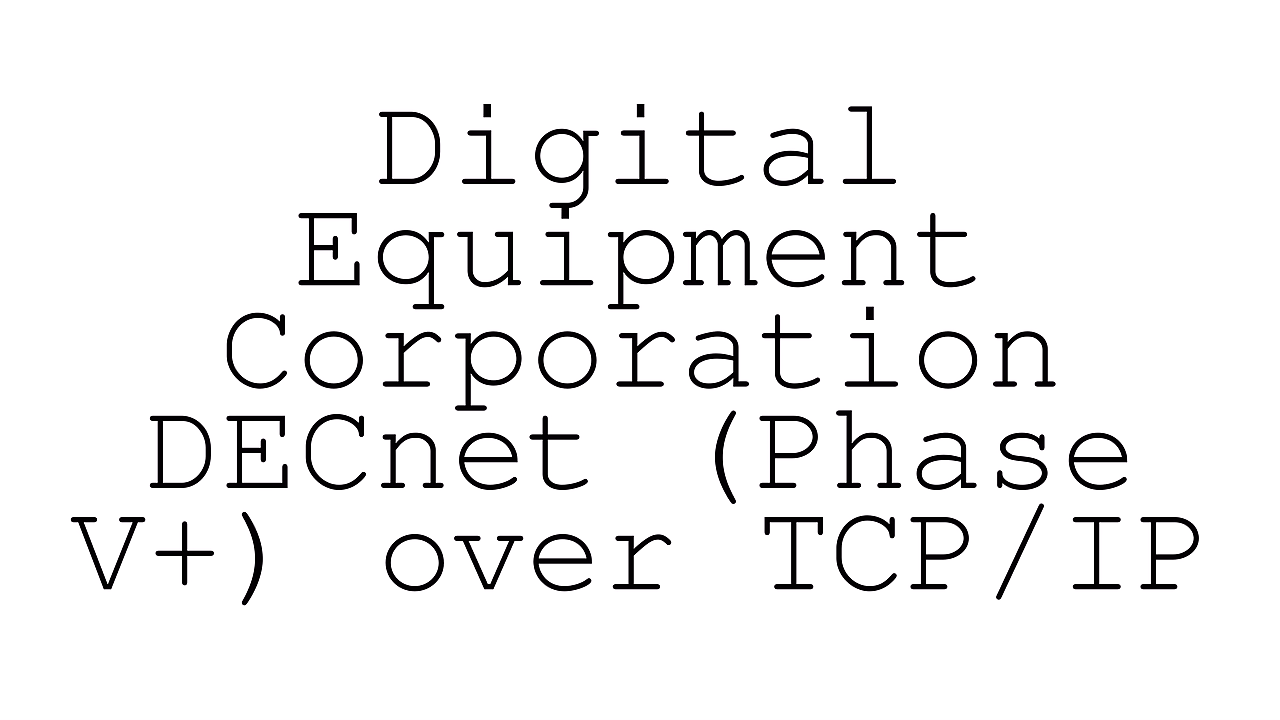 Digital
Equipment
Corporation
DECnet (Phase
V+) over TCP/IP